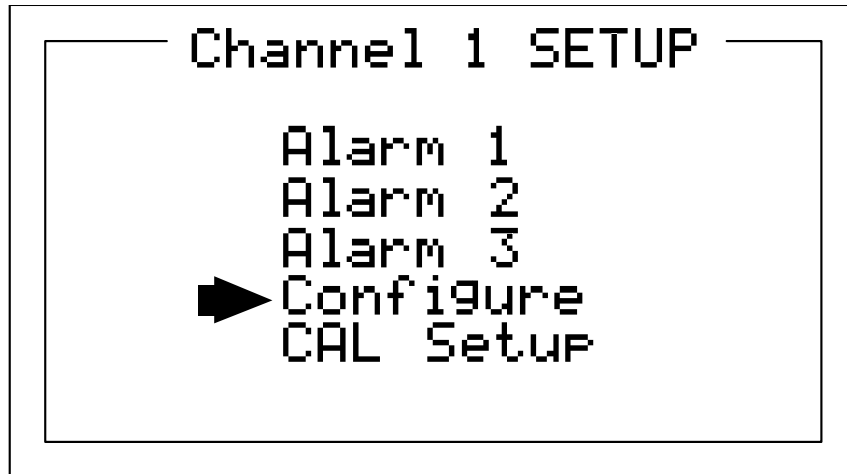 Channel 1 SETUP
Alarm 1
Alarm 2
Alarm 3
Configure
CAL Setup